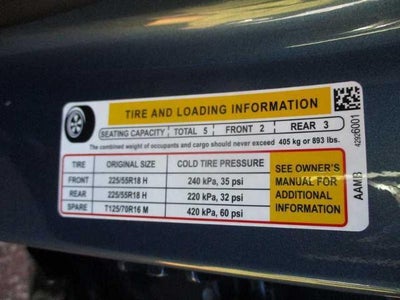 TIRE AND LOADING INFORMATION
SEATING CAPACITY TOTAL 5 FRONT 2 REAR 3
The combined weight of occupants and cargo should never exceed 405 kg or 893 lbs.
TIRE ORIGINAL SIZE COLD TIRE PRESSURE
FRONT 225/55R18 H 240 kPa, 35 psi
REAR 225/55R18 H 220 kPa, 32 psi
SPARE T125/70R16 M 420 kPa, 60 psi
SEE OWNER'S
MANUAL FOR
ADDITIONAL
INFORMATION
42926001
AAMB